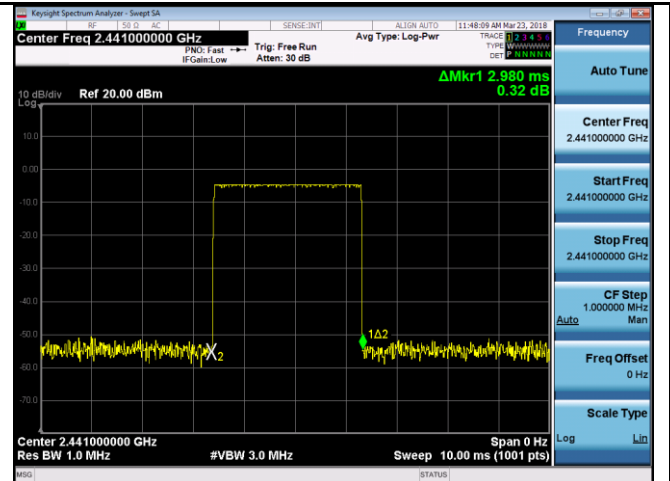 Keysight Spectrum Analyzer - Swept SA
RF 50 Ω AC SENSE:INT ALIGN AUTO 11:48:09 AM Mar 23, 2018
Center Freq 2.441000000 GHz
PNO: Fast
IFGain:Low
Trig: Free Run
Atten: 30 dB
Avg Type: Log-Pwr
TRACE 1 2 3 4 5 6
TYPE WWWWWW
DET P NNNNN
ΔMkr1 2.980 ms
0.32 dB
10 dB/div Ref 20.00 dBm
Log
10.0
0.00
-10.0
-20.0
-30.0
-40.0
-50.0
-60.0
-70.0
X2
1Δ2
Center 2.441000000 GHz Span 0 Hz
Res BW 1.0 MHz #VBW 3.0 MHz Sweep 10.00 ms (1001 pts)
MSG STATUS
Frequency
Auto Tune
Center Freq
2.441000000 GHz
Start Freq
2.441000000 GHz
Stop Freq
2.441000000 GHz
CF Step
1.000000 MHz
Auto Man
Freq Offset
0 Hz
Scale Type
Log Lin